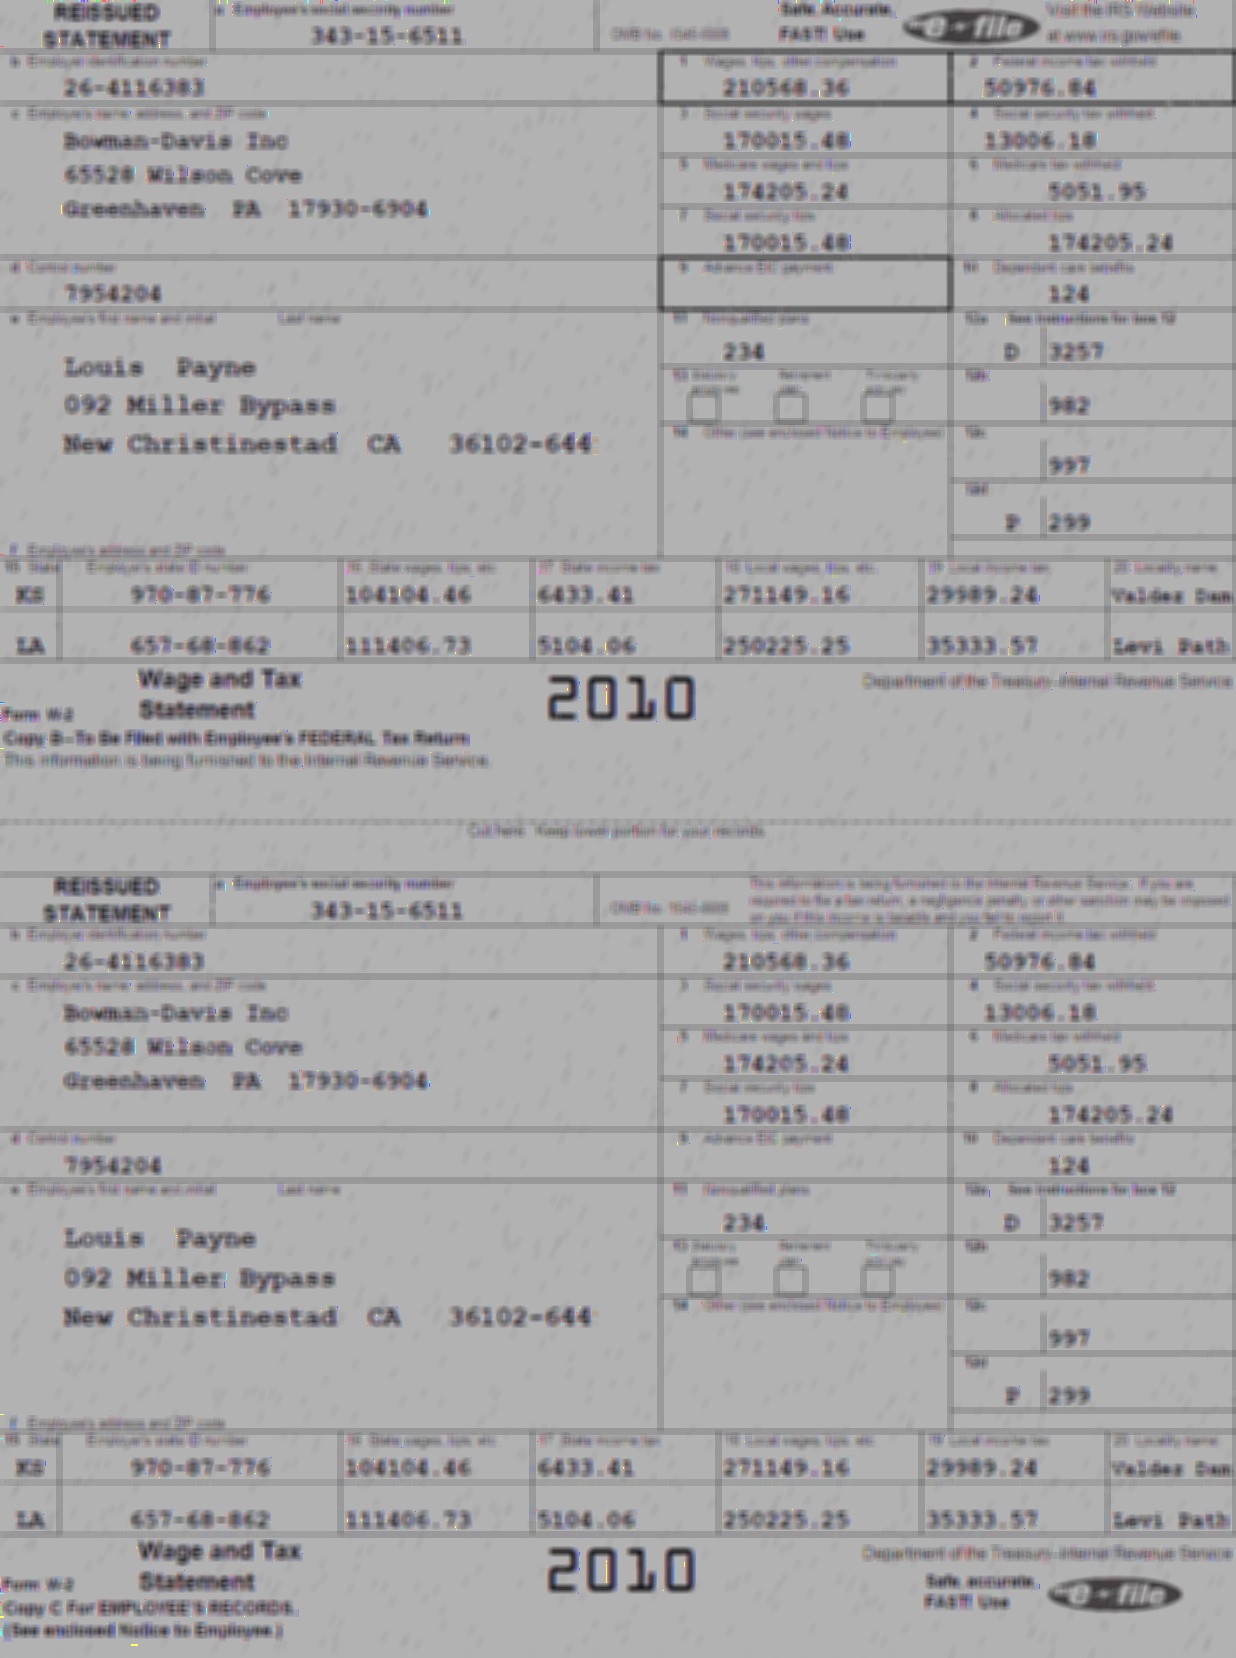 REISSUED STATEMENT
a Employee's social security number
343-15-6511
OMB No. 1545-0008
Safe, Accurate, FAST! Use
e-file
Visit the IRS Website at www.irs.gov/efile.
b Employer identification number
26-4116383
1 Wages, tips, other compensation
210568.36
2 Federal income tax withheld
50976.84
c Employer's name, address, and ZIP code
Bowman-Davis Inc
65528 Wilson Cove
Greenhaven PA 17930-6904
3 Social security wages
170015.48
4 Social security tax withheld
13006.18
5 Medicare wages and tips
174205.24
6 Medicare tax withheld
5051.95
7 Social security tips
170015.48
8 Allocated tips
174205.24
d Control number
7954204
9 Advance EIC payment
10 Dependent care benefits
124
e Employee's first name and initial Last name
Louis Payne
092 Miller Bypass
New Christinestad CA 36102-644
11 Nonqualified plans
234
12a See instructions for box 12
D 3257
13 Statutory employee Retirement plan Third-party sick pay
12b
982
14 Other (see enclosed Notice to Employee)
12c
997
12d
P 299
f Employee's address and ZIP code
15 State Employer's state ID number 16 State wages, tips, etc. 17 State income tax 18 Local wages, tips, etc. 19 Local income tax 20 Locality name
KS 970-87-776 104104.46 6433.41 271149.16 29989.24 Valdez Dam
LA 657-68-862 111406.73 5104.06 250225.25 35333.57 Levi Path
Wage and Tax
Form W-2 Statement
2010
Department of the Treasury--Internal Revenue Service
Copy B--To Be Filed with Employee's FEDERAL Tax Return
This information is being furnished to the Internal Revenue Service.
Cut here. Keep lower portion for your records.
REISSUED STATEMENT
a Employee's social security number
343-15-6511
OMB No. 1545-0008
This information is being furnished to the Internal Revenue Service. If you are
required to file a tax return, a negligence penalty or other sanction may be imposed
on you if this income is taxable and you fail to report it.
b Employer identification number
26-4116383
1 Wages, tips, other compensation
210568.36
2 Federal income tax withheld
50976.84
c Employer's name, address, and ZIP code
Bowman-Davis Inc
65528 Wilson Cove
Greenhaven PA 17930-6904
3 Social security wages
170015.48
4 Social security tax withheld
13006.18
5 Medicare wages and tips
174205.24
6 Medicare tax withheld
5051.95
7 Social security tips
170015.48
8 Allocated tips
174205.24
d Control number
7954204
9 Advance EIC payment
10 Dependent care benefits
124
e Employee's first name and initial Last name
Louis Payne
092 Miller Bypass
New Christinestad CA 36102-644
11 Nonqualified plans
234
12a See instructions for box 12
D 3257
13 Statutory employee Retirement plan Third-party sick pay
12b
982
14 Other (see enclosed Notice to Employee)
12c
997
12d
P 299
f Employee's address and ZIP code
15 State Employer's state ID number 16 State wages, tips, etc. 17 State income tax 18 Local wages, tips, etc. 19 Local income tax 20 Locality name
KS 970-87-776 104104.46 6433.41 271149.16 29989.24 Valdez Dam
LA 657-68-862 111406.73 5104.06 250225.25 35333.57 Levi Path
Wage and Tax
Form W-2 Statement
2010
Department of the Treasury--Internal Revenue Service
Safe, accurate, FAST! Use
e-file
Copy C For EMPLOYEE'S RECORDS.
(See enclosed Notice to Employee.)